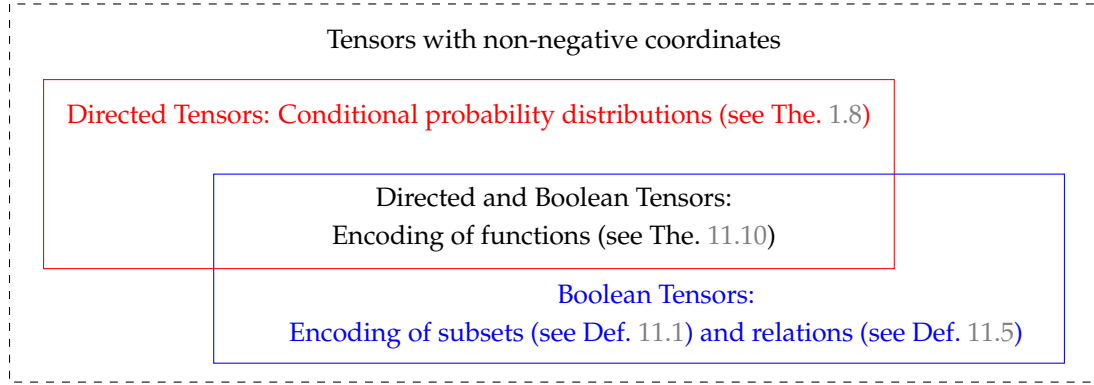 Tensors with non-negative coordinates
Directed Tensors: Conditional probability distributions (see The. 1.8)
Directed and Boolean Tensors:
Encoding of functions (see The. 11.10)
Boolean Tensors:
Encoding of subsets (see Def. 11.1) and relations (see Def. 11.5)